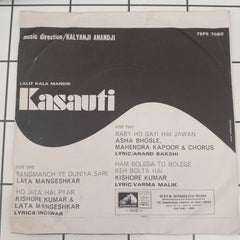 music direction/KALYANJI ANANDJI
7EPE 7060
LALIT KALA MANDIR
Kasauti
SIDE ONE
RANGMANCH YE DUNIYA SARI
LATA MANGESHKAR
HO JATA HAI PYAR
KISHORE KUMAR &
LATA MANGESHKAR
LYRICS/INDIWAR
SIDE TWO
BABY HO GAYI HAI JAWAN
ASHA BHOSLE,
MAHENDRA KAPOOR & CHORUS
LYRIC:ANAND BAKSHI
HAM BOLEGA TO BOLEGE
KEH BOLTA HAI
KISHORE KUMAR
LYRIC:VARMA MALIK